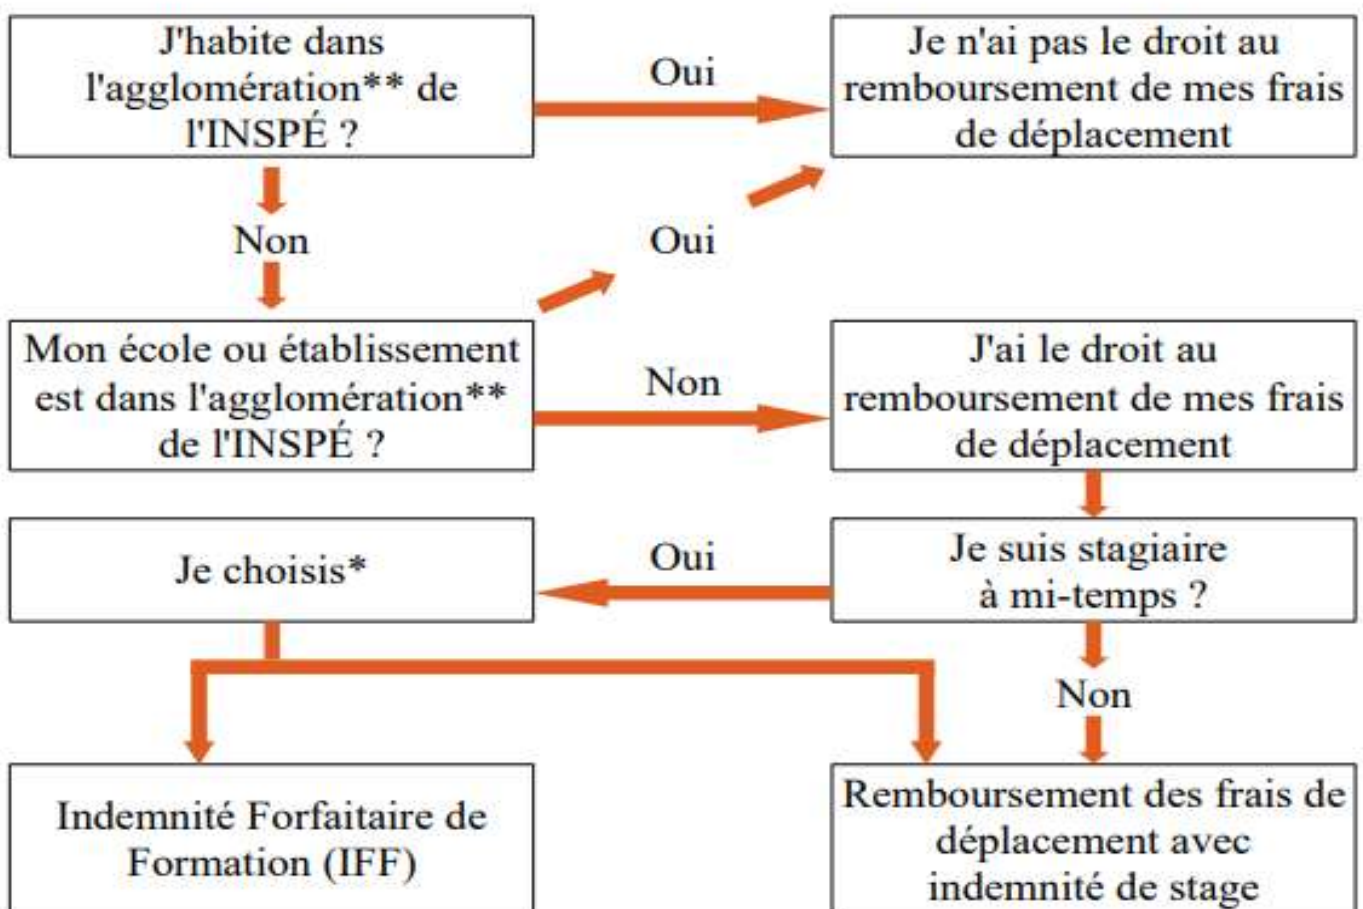 J'habite dans
l'agglomération** de
l'INSPÉ ?
Oui
Je n'ai pas le droit au
remboursement de mes frais
de déplacement
Non
Oui
Mon école ou établissement
est dans l'agglomération**
de l'INSPÉ ?
Non
J'ai le droit au
remboursement de mes frais
de déplacement
Je choisis*
Oui
Je suis stagiaire
à mi-temps ?
Non
Indemnité Forfaitaire de
Formation (IFF)
Remboursement des frais de
déplacement avec
indemnité de stage